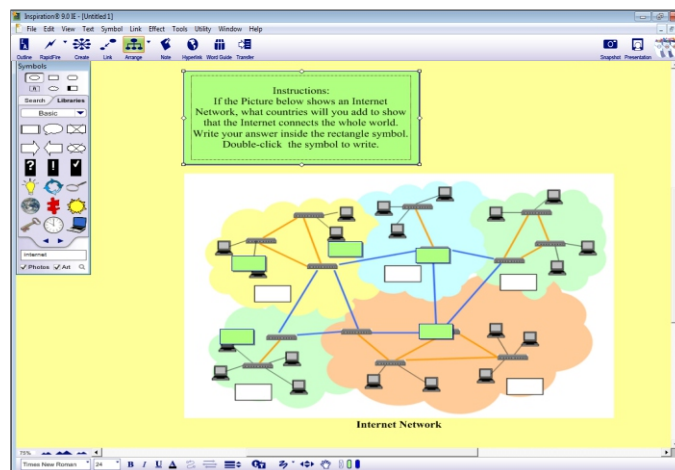 Inspiration® 9.0 IE - [Untitled 1]
File Edit View Text Symbol Link Effect Tools Utility Window Help
Outline RapidFire Create Link Arrange Note Hyperlink Word Guide Transfer Snapshot Presentation
Symbols
A
Search Libraries
Basic
? ! ✓
internet
✓Photos ✓Art
Instructions:
If the Picture below shows an Internet
Network, what countries will you add to show
that the Internet connects the whole world.
Write your answer inside the rectangle symbol.
Double-click the symbol to write.
Internet Network
75%
Times New Roman 24 B I U A